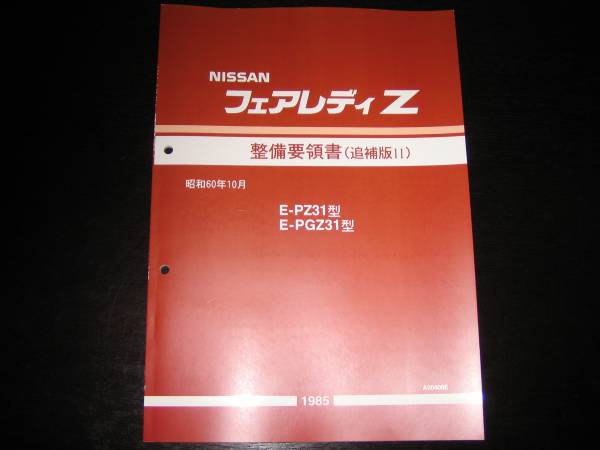 NISSAN
フェアレディ Z
整備要領書(追補版II)
昭和60年10月
E-PZ31型
E-PGZ31型
1985